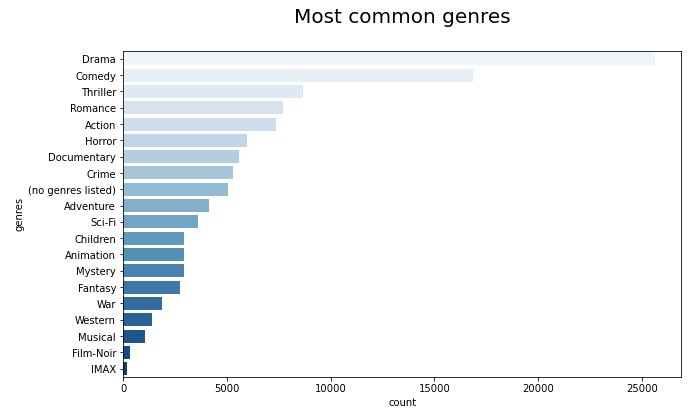 Most common genres
Drama
Comedy
Thriller
Romance
Action
Horror
Documentary
Crime
(no genres listed)
Adventure
Sci-Fi
Children
Animation
Mystery
Fantasy
War
Western
Musical
Film-Noir
IMAX
genres
0 5000 10000 15000 20000 25000
count